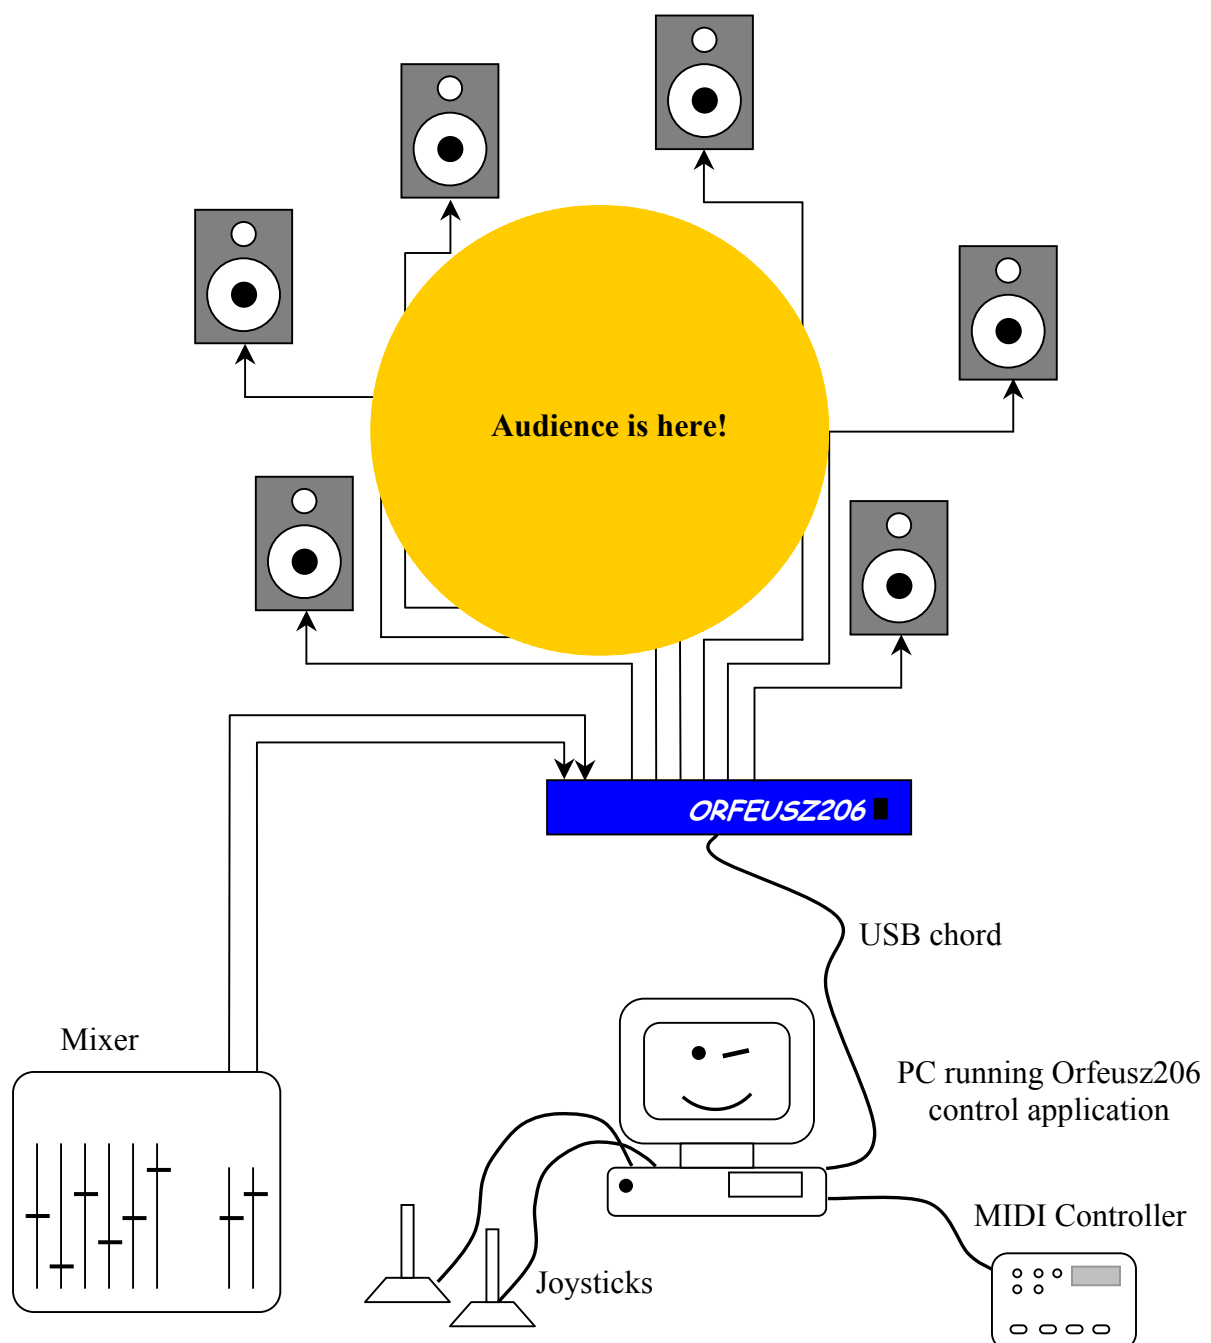 Audience is here!
ORFEUSZ206
USB chord
Mixer
PC running Orfeusz206
control application
MIDI Controller
Joysticks